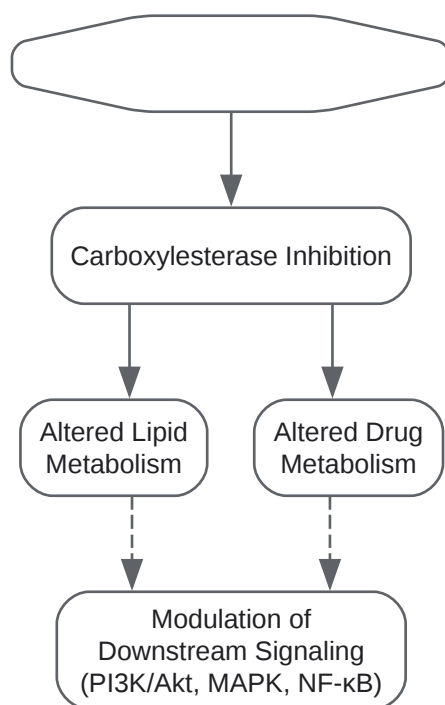 Carboxylesterase Inhibition
Altered Lipid
Metabolism
Altered Drug
Metabolism
Modulation of
Downstream Signaling
(PI3K/Akt, MAPK, NF-κB)